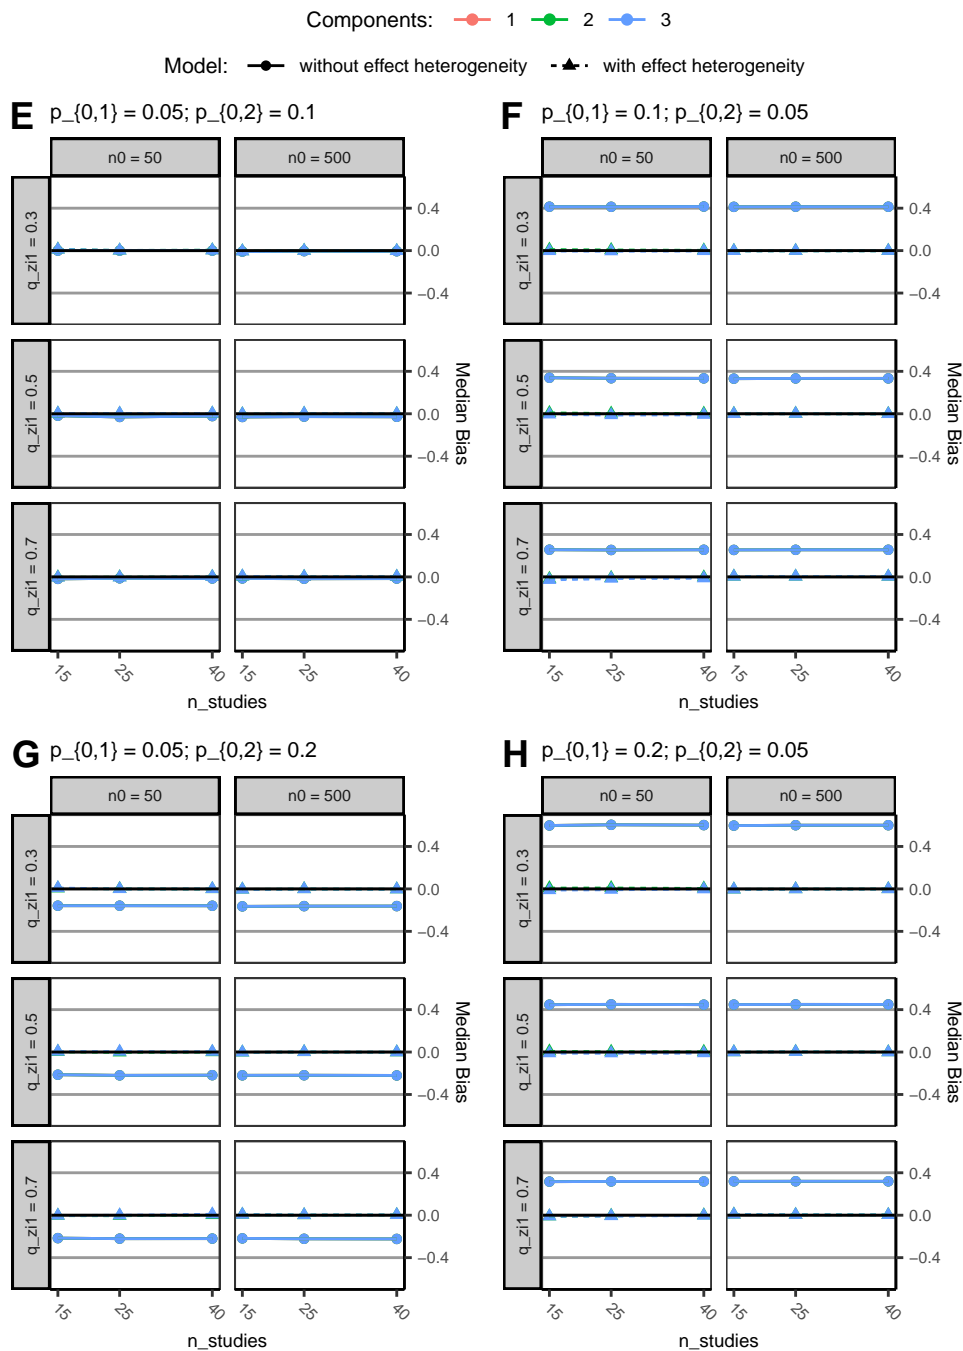 Components: 1 2 3
Model: without effect heterogeneity with effect heterogeneity
E p_{0,1} = 0.05; p_{0,2} = 0.1
n0 = 50 n0 = 500
q_zi1 = 0.3
0.4
0.0
−0.4
q_zi1 = 0.5
0.4
0.0
−0.4
q_zi1 = 0.7
0.4
0.0
−0.4
Median Bias
15 25 40 15 25 40
n_studies
F p_{0,1} = 0.1; p_{0,2} = 0.05
n0 = 50 n0 = 500
q_zi1 = 0.3
0.4
0.0
−0.4
q_zi1 = 0.5
0.4
0.0
−0.4
q_zi1 = 0.7
0.4
0.0
−0.4
Median Bias
15 25 40 15 25 40
n_studies
G p_{0,1} = 0.05; p_{0,2} = 0.2
n0 = 50 n0 = 500
q_zi1 = 0.3
0.4
0.0
−0.4
q_zi1 = 0.5
0.4
0.0
−0.4
q_zi1 = 0.7
0.4
0.0
−0.4
Median Bias
15 25 40 15 25 40
n_studies
H p_{0,1} = 0.2; p_{0,2} = 0.05
n0 = 50 n0 = 500
q_zi1 = 0.3
0.4
0.0
−0.4
q_zi1 = 0.5
0.4
0.0
−0.4
q_zi1 = 0.7
0.4
0.0
−0.4
Median Bias
15 25 40 15 25 40
n_studies